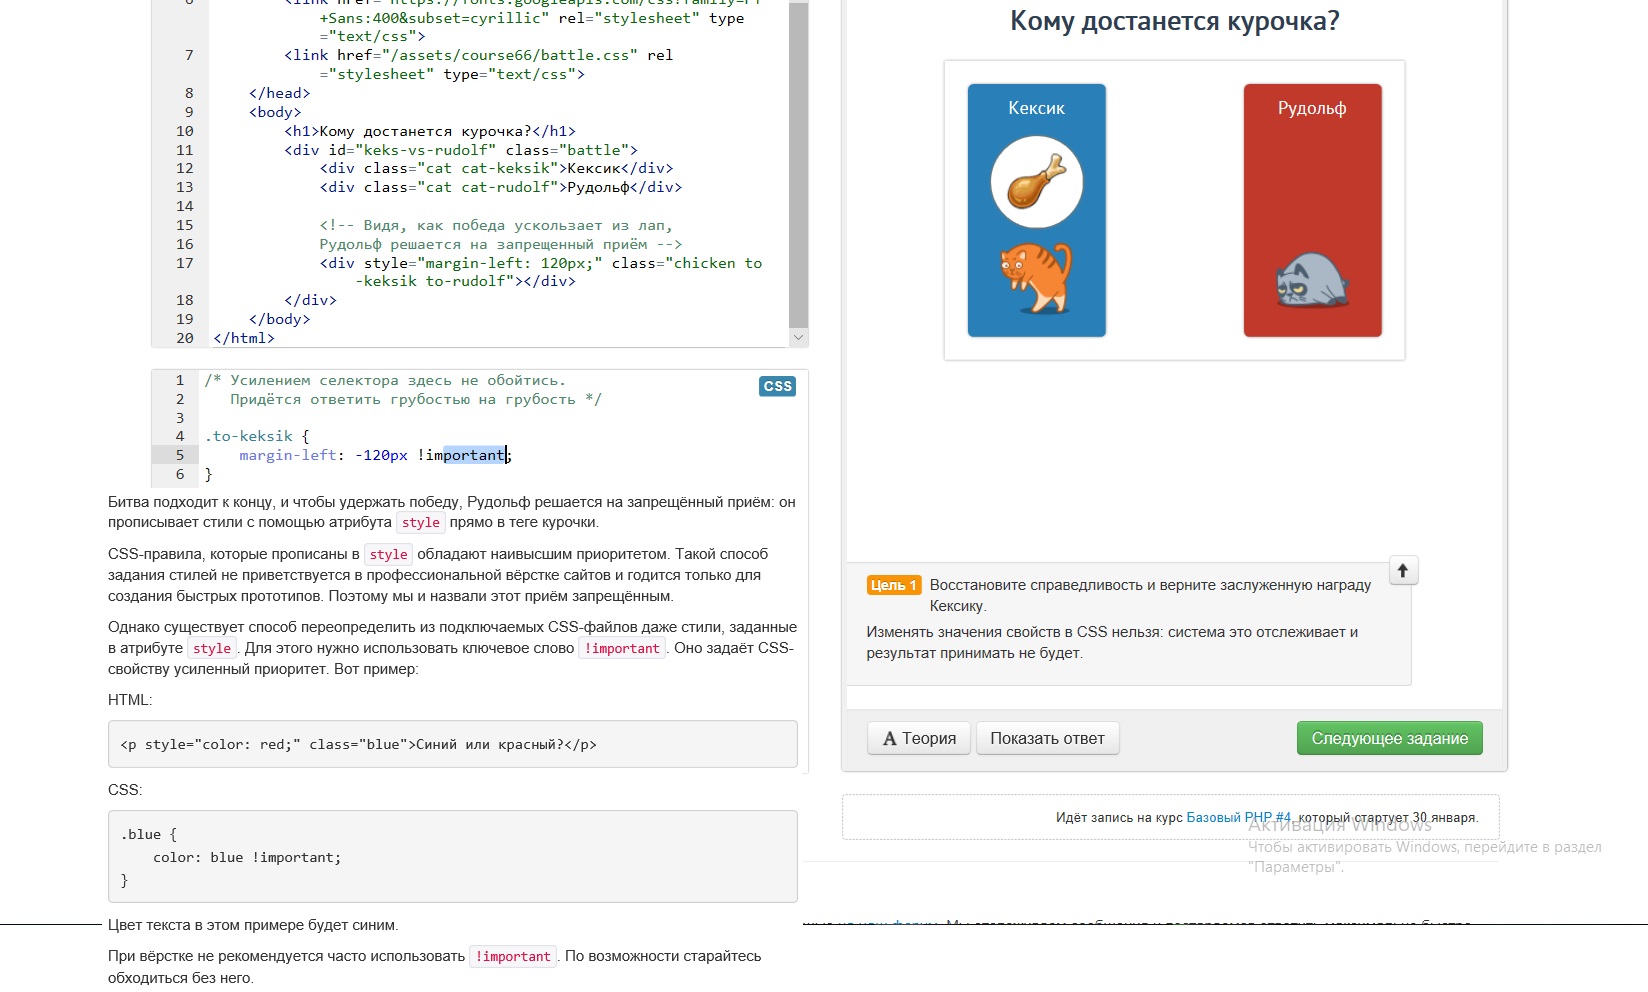 6 <link href="https://fonts.googleapis.com/css?family=PT
+Sans:400&subset=cyrillic" rel="stylesheet" type
="text/css">
7 <link href="/assets/course66/battle.css" rel
="stylesheet" type="text/css">
8 </head>
9 <body>
10 <h1>Кому достанется курочка?</h1>
11 <div id="keks-vs-rudolf" class="battle">
12 <div class="cat cat-keksik">Кексик</div>
13 <div class="cat cat-rudolf">Рудольф</div>
14
15 <!-- Видя, как победа ускользает из лап,
16 Рудольф решается на запрещенный приём -->
17 <div style="margin-left: 120px;" class="chicken to
-keksik to-rudolf"></div>
18 </div>
19 </body>
20 </html>
CSS
1 /* Усилением селектора здесь не обойтись.
2 Придётся ответить грубостью на грубость */
3
4 .to-keksik {
5 margin-left: -120px !important;
6 }
Битва подходит к концу, и чтобы удержать победу, Рудольф решается на запрещённый приём: он
прописывает стили с помощью атрибута style прямо в теге курочки.
CSS-правила, которые прописаны в style обладают наивысшим приоритетом. Такой способ
задания стилей не приветствуется в профессиональной вёрстке сайтов и годится только для
создания быстрых прототипов. Поэтому мы и назвали этот приём запрещённым.
Однако существует способ переопределить из подключаемых CSS-файлов даже стили, заданные
в атрибуте style. Для этого нужно использовать ключевое слово !important. Оно задаёт CSS-
свойству усиленный приоритет. Вот пример:
HTML:
<p style="color: red;" class="blue">Синий или красный?</p>
CSS:
.blue {
color: blue !important;
}
Цвет текста в этом примере будет синим.
При вёрстке не рекомендуется часто использовать !important. По возможности старайтесь
обходиться без него.
Кому достанется курочка?
Кексик
Рудольф
Цель 1 Восстановите справедливость и верните заслуженную награду
Кексику.
Изменять значения свойств в CSS нельзя: система это отслеживает и
результат принимать не будет.
A Теория
Показать ответ
Следующее задание
Идёт запись на курс Базовый PHP #4, который стартует 30 января.
Активация Windows
Чтобы активировать Windows, перейдите в раздел
"Параметры".